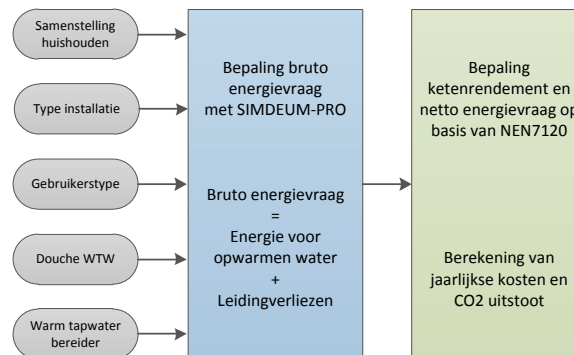 Samenstelling
huishouden
Type installatie
Gebruikerstype
Douche WTW
Warm tapwater
bereider
Bepaling bruto
energievraag
met SIMDEUM-PRO
Bruto energievraag
=
Energie voor
opwarmen water
+
Leidingverliezen
Bepaling
ketenrendement en
netto energievraag op
basis van NEN7120
Berekening van
jaarlijkse kosten en
CO2 uitstoot